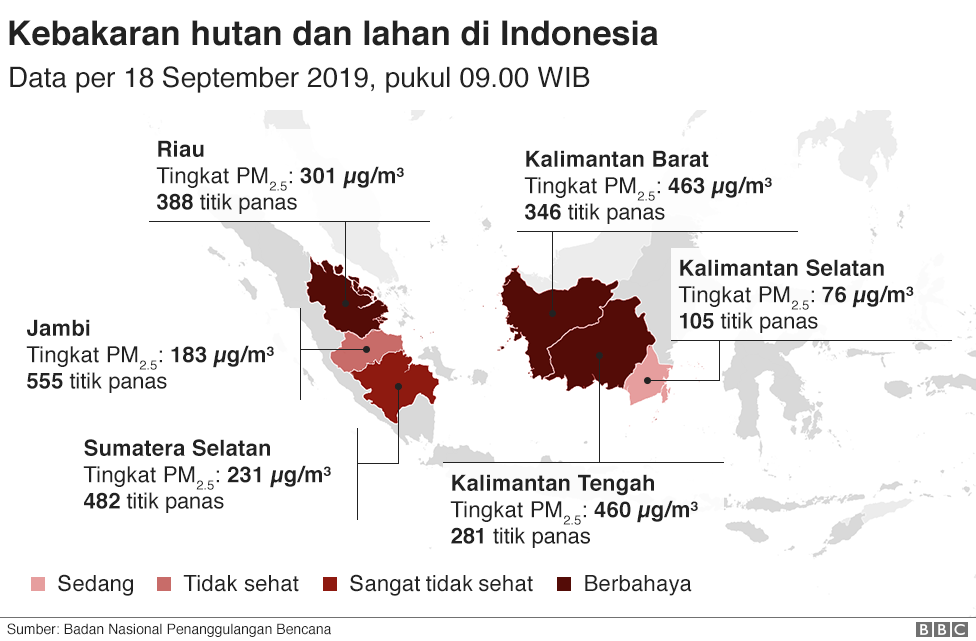 Kebakaran hutan dan lahan di Indonesia
Data per 18 September 2019, pukul 09.00 WIB
Riau
Tingkat PM2.5: 301 µg/m³
388 titik panas
Kalimantan Barat
Tingkat PM2.5: 463 µg/m³
346 titik panas
Kalimantan Selatan
Tingkat PM2.5: 76 µg/m³
105 titik panas
Jambi
Tingkat PM2.5: 183 µg/m³
555 titik panas
Sumatera Selatan
Tingkat PM2.5: 231 µg/m³
482 titik panas
Kalimantan Tengah
Tingkat PM2.5: 460 µg/m³
281 titik panas
Sedang
Tidak sehat
Sangat tidak sehat
Berbahaya
Sumber: Badan Nasional Penanggulangan Bencana
BBC